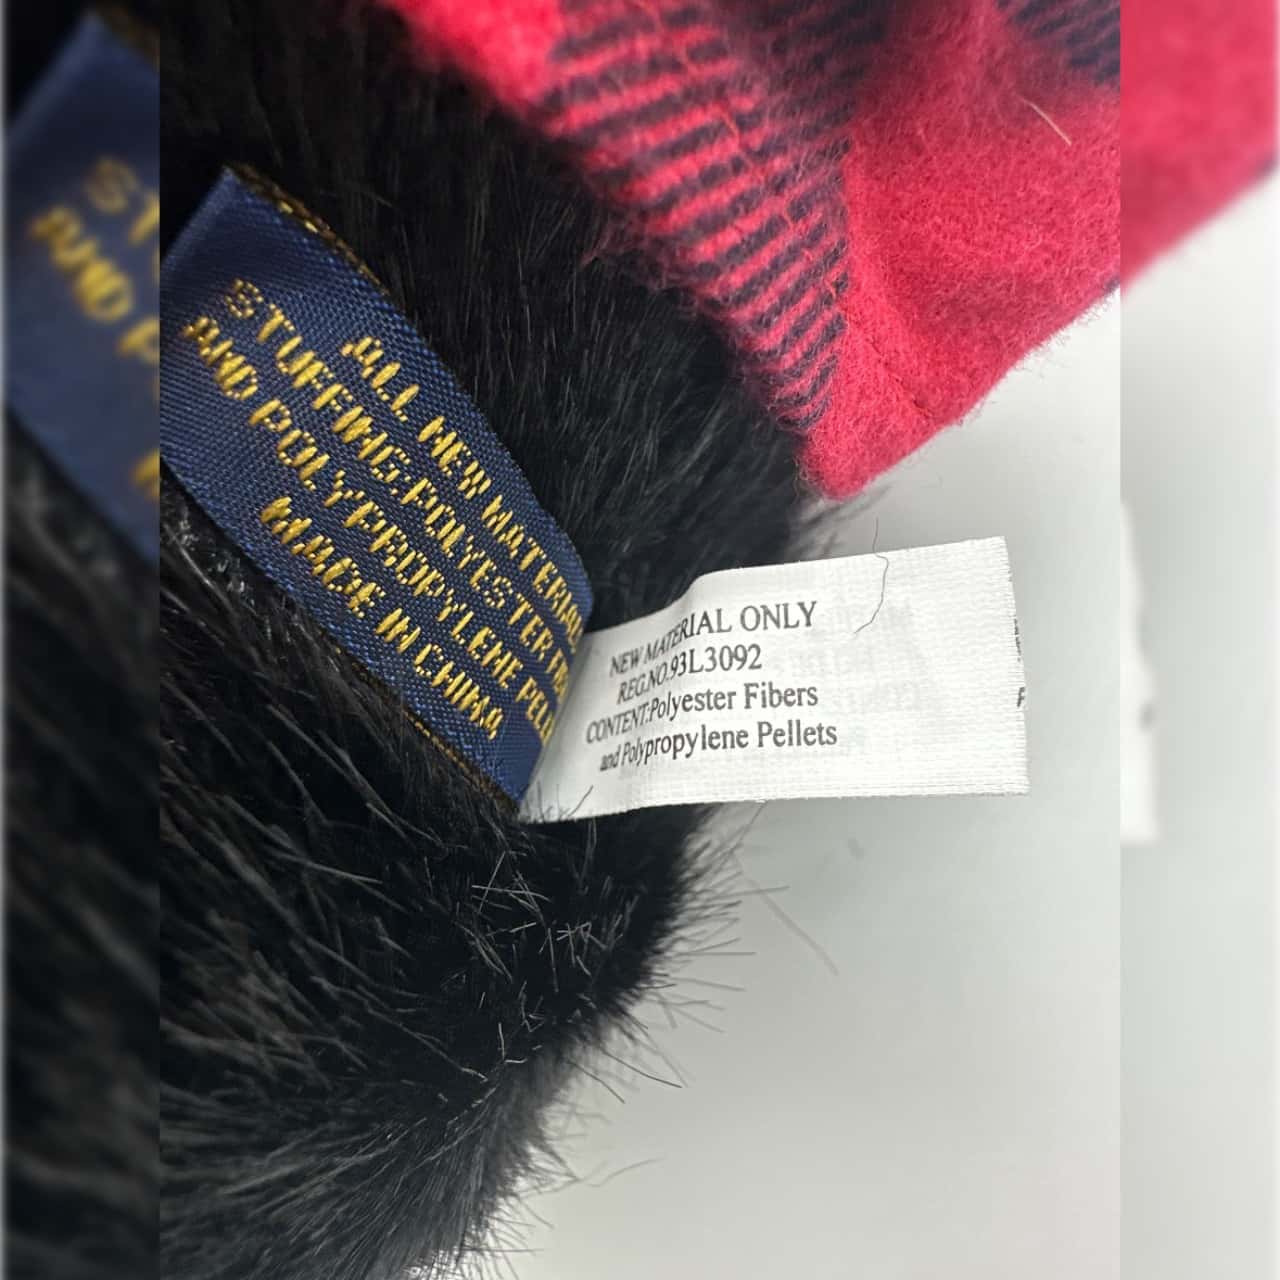 ALL NEW MATERIAL
STUFFING:POLYESTER
AND POLYPROPYLENE
MADE IN CHINA
NEW MATERIAL ONLY
REG.NO.93L3092
CONTENT:Polyester Fibers
and Polypropylene Pellets